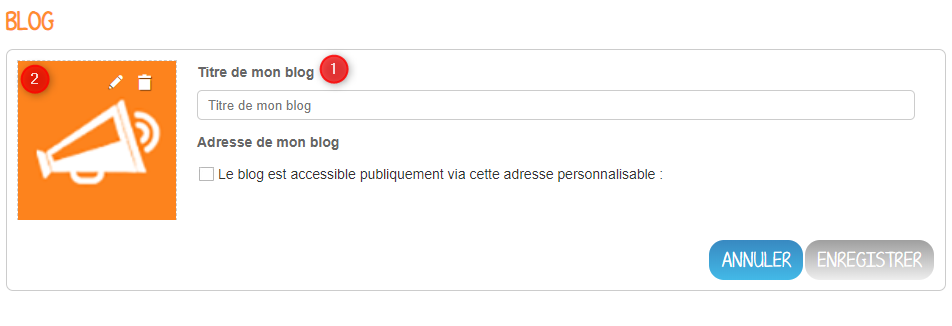 BLOG
2
Titre de mon blog 1
Titre de mon blog
Adresse de mon blog
Le blog est accessible publiquement via cette adresse personnalisable :
ANNULER ENREGISTRER